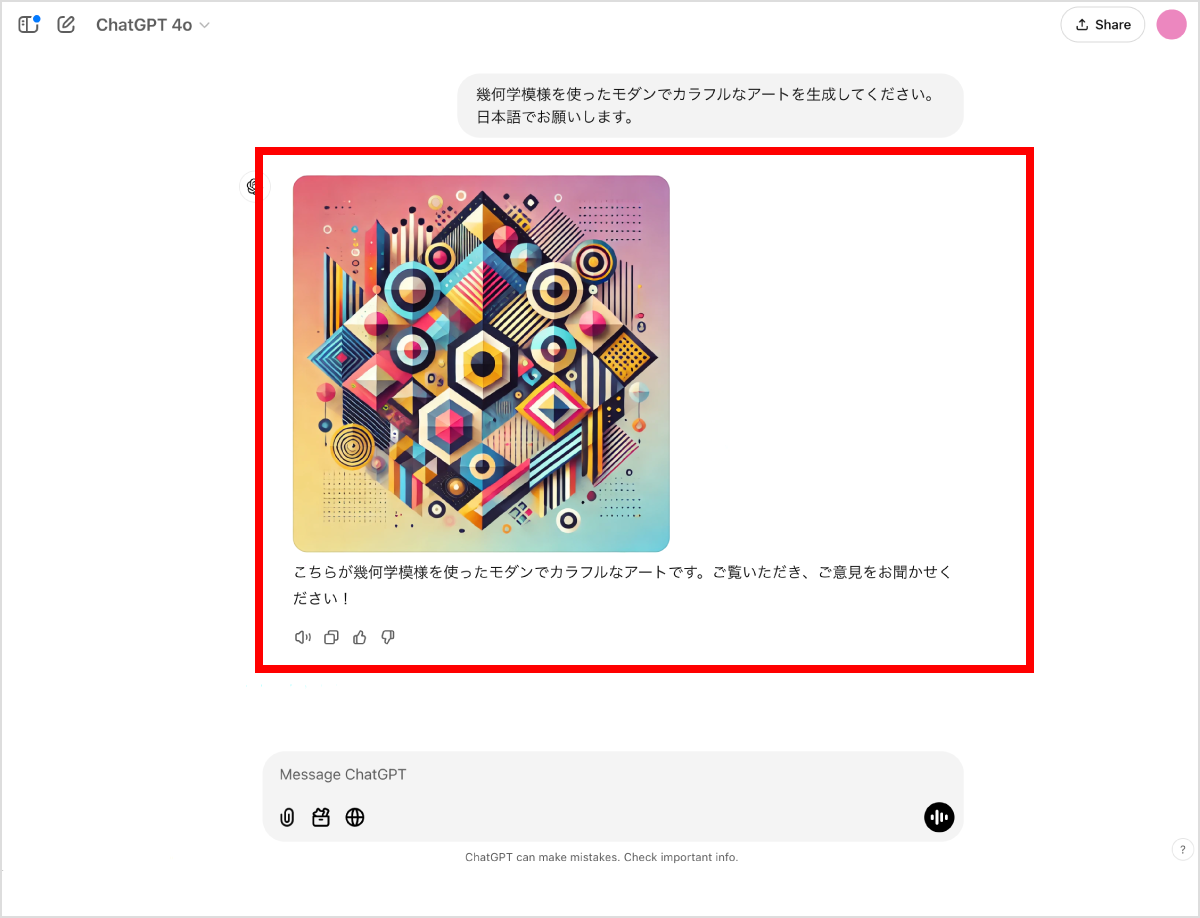 ChatGPT 4o
Share
幾何学模様を使ったモダンでカラフルなアートを生成してください。
日本語でお願いします。
こちらが幾何学模様を使ったモダンでカラフルなアートです。ご覧いただき、ご意見をお聞かせく
ださい！
Message ChatGPT
ChatGPT can make mistakes. Check important info.
?